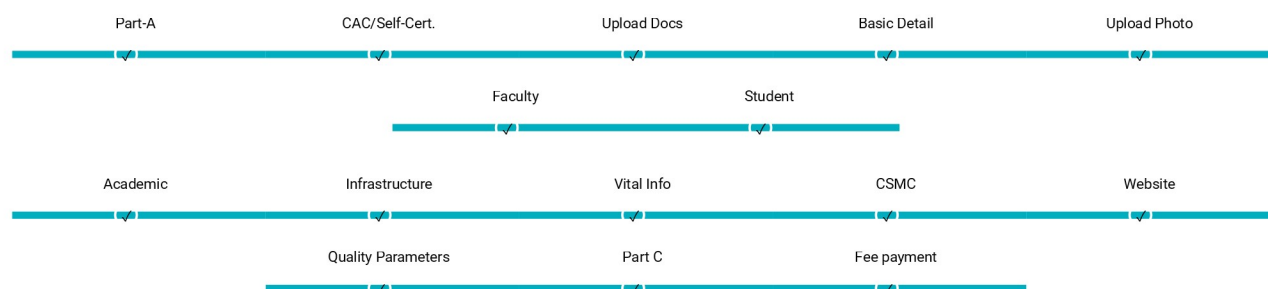 Part-A CAC/Self-Cert. Upload Docs Basic Detail Upload Photo
Faculty Student
Academic Infrastructure Vital Info CSMC Website
Quality Parameters Part C Fee payment